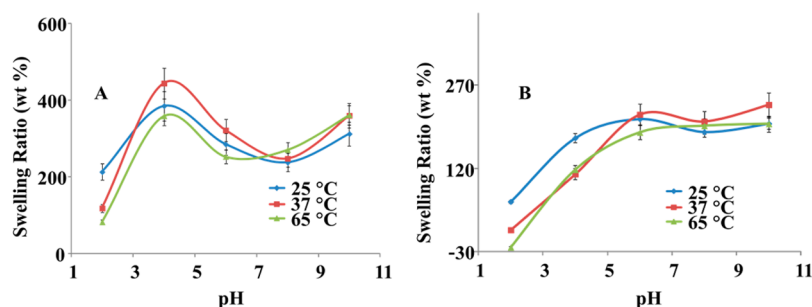 600
400
200
0
Swelling Ratio (wt %)
A
25 °C
37 °C
65 °C
1 3 5 7 9 11
pH
270
120
-30
Swelling Ratio (wt %)
B
25 °C
37 °C
65 °C
1 3 5 7 9 11
pH